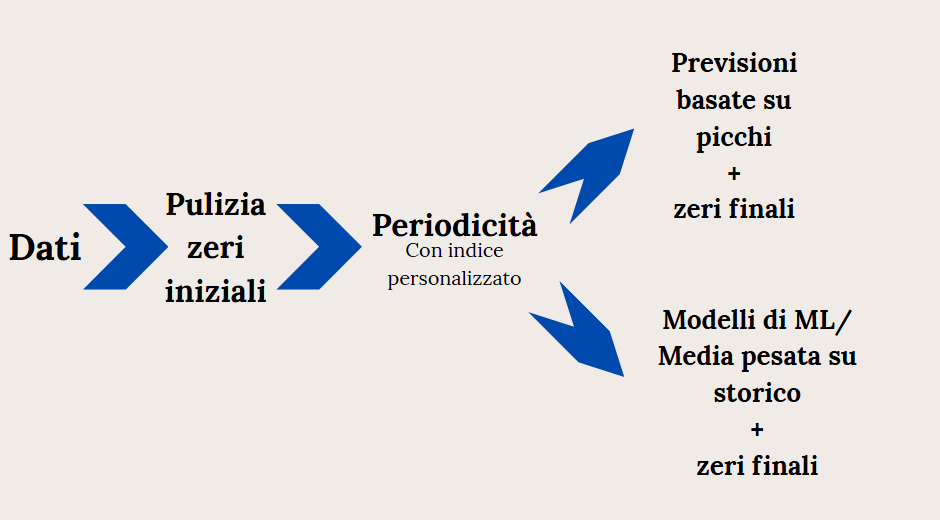 Dati
Pulizia
zeri
iniziali
Periodicità
Con indice
personalizzato
Previsioni
basate su
picchi
+
zeri finali
Modelli di ML/
Media pesata su
storico
+
zeri finali